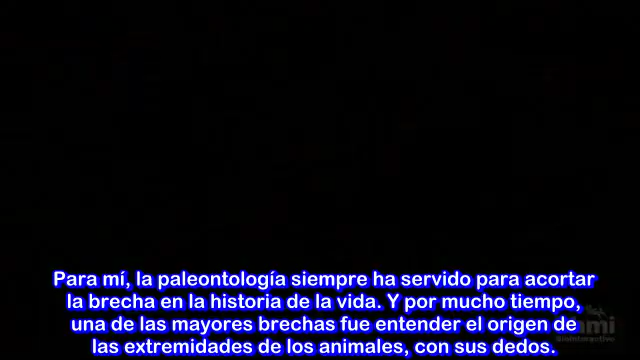 Para mí, la paleontología siempre ha servido para acortar
la brecha en la historia de la vida. Y por mucho tiempo,
una de las mayores brechas fue entender el origen de
las extremidades de los animales, con sus dedos.